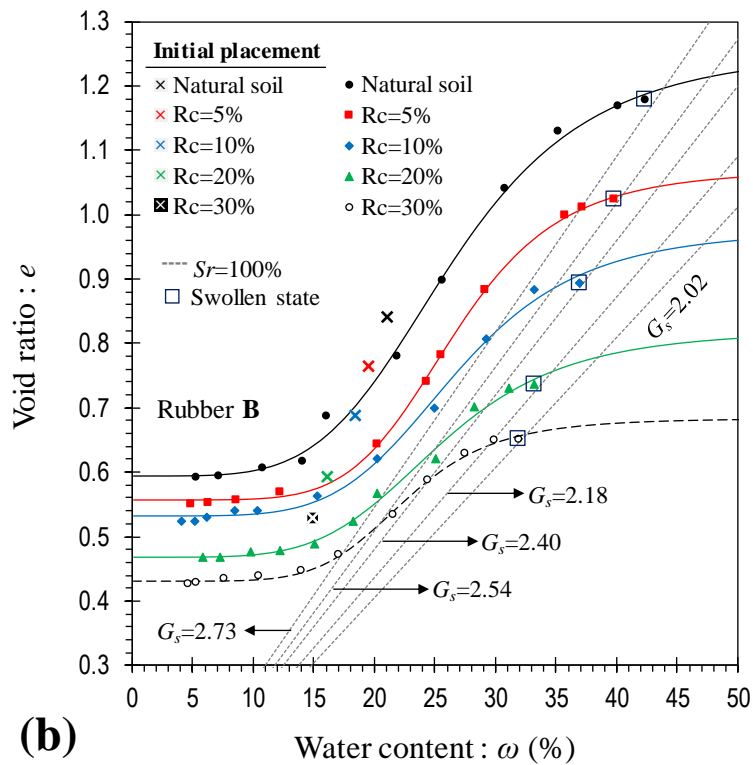 1.3
1.2
1.1
1.0
0.9
0.8
0.7
0.6
0.5
0.4
0.3
Void ratio : e
Initial placement
Natural soil
Rc=5%
Rc=10%
Rc=20%
Rc=30%
Natural soil
Rc=5%
Rc=10%
Rc=20%
Rc=30%
Sr=100%
Swollen state
Rubber B
Gs=2.02
Gs=2.18
Gs=2.40
Gs=2.54
Gs=2.73
0 5 10 15 20 25 30 35 40 45 50
(b)
Water content : ω (%)